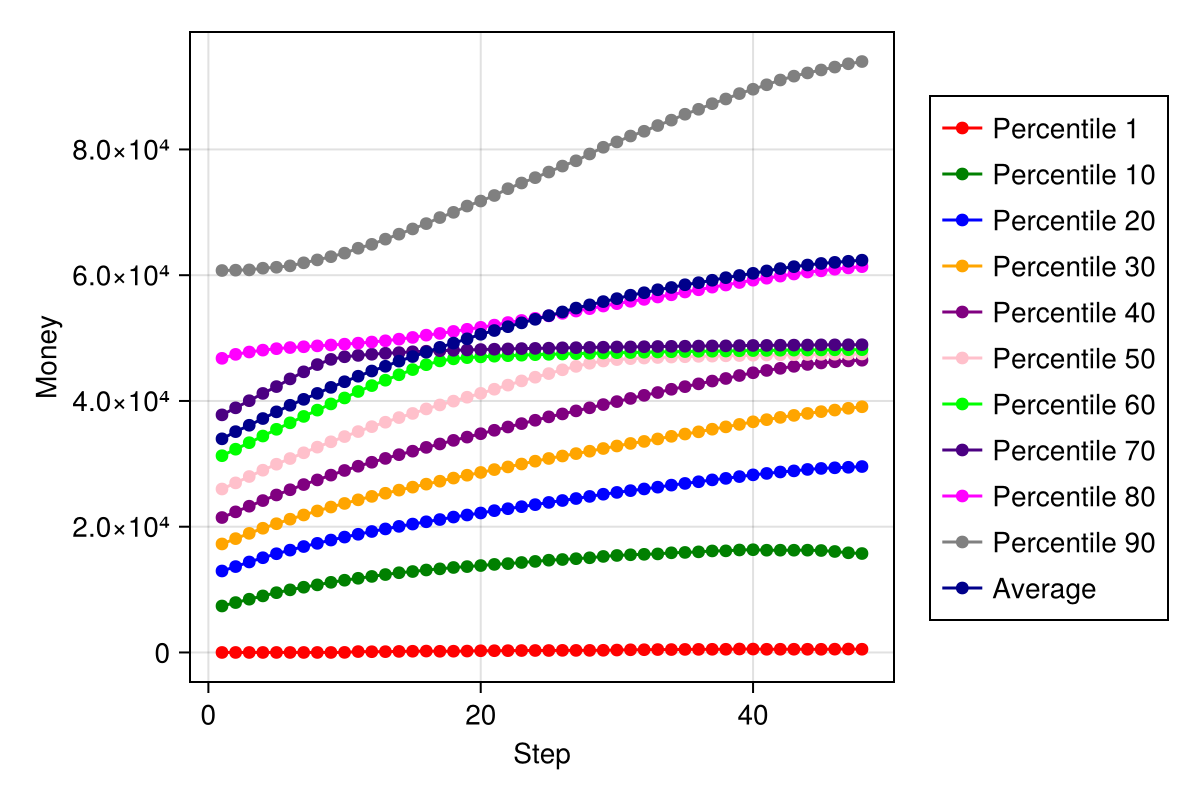 8.0×10⁴
6.0×10⁴
4.0×10⁴
2.0×10⁴
0
Money
0 20 40
Step
Percentile 1
Percentile 10
Percentile 20
Percentile 30
Percentile 40
Percentile 50
Percentile 60
Percentile 70
Percentile 80
Percentile 90
Average